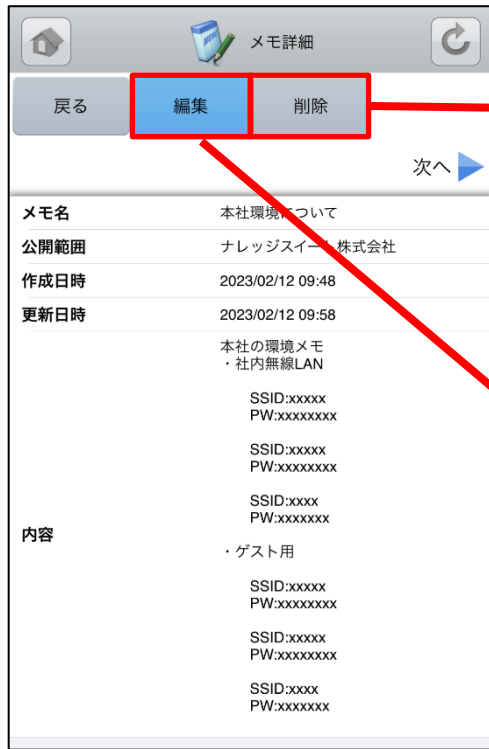 メモ詳細
戻る 編集 削除
次へ
メモ名 本社環境について
公開範囲 ナレッジスイート株式会社
作成日時 2023/02/12 09:48
更新日時 2023/02/12 09:58
内容
本社の環境メモ
・社内無線LAN
SSID:xxxxx
PW:xxxxxxxx
SSID:xxxxx
PW:xxxxxxxx
SSID:xxxx
PW:xxxxxxx
・ゲスト用
SSID:xxxxx
PW:xxxxxxxx
SSID:xxxxx
PW:xxxxxxxx
SSID:xxxx
PW:xxxxxxx